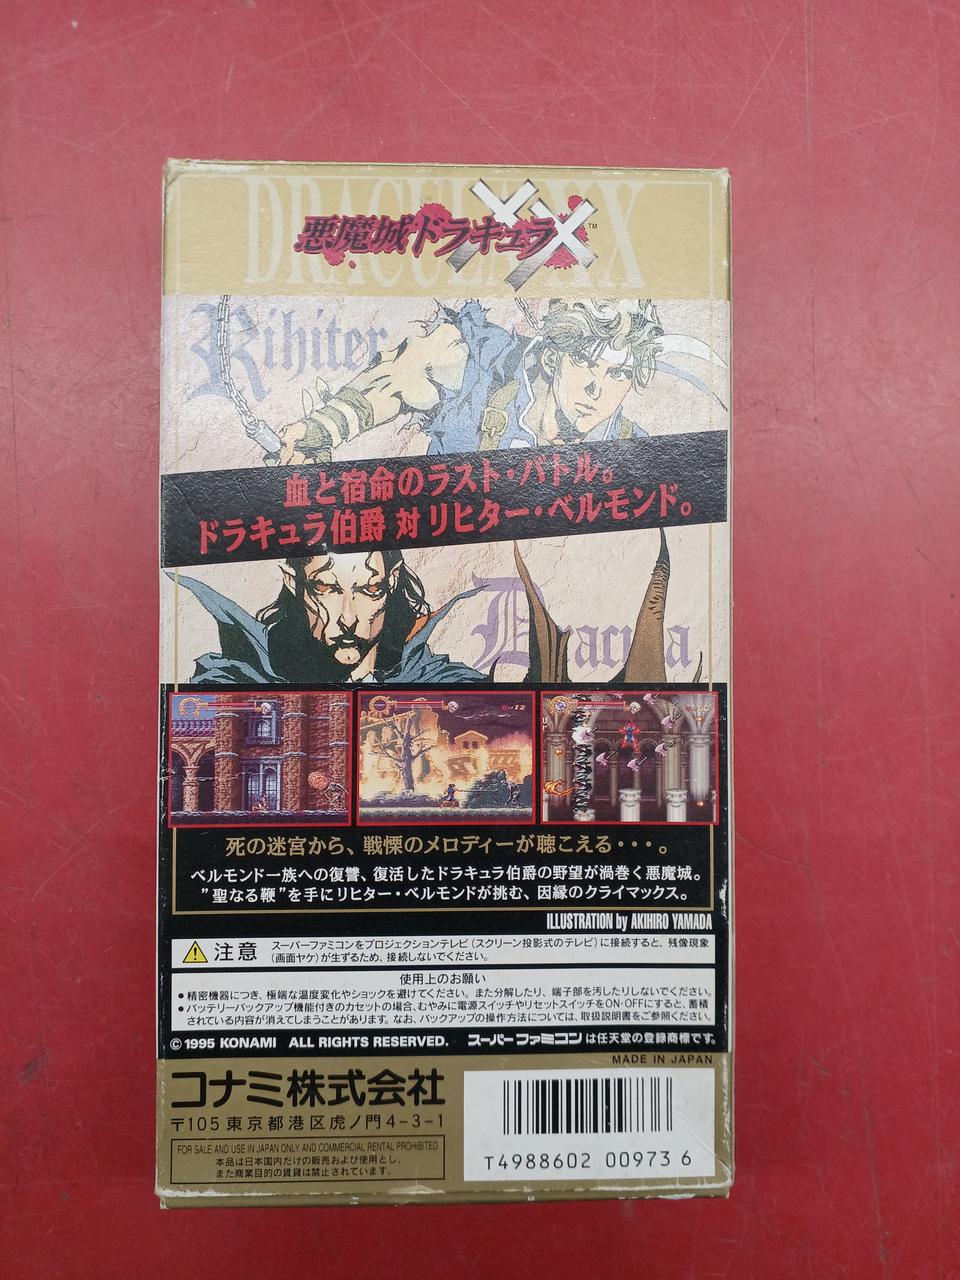 DRACULA XX
悪魔城ドラキュラXX™
Rihiter
血と宿命のラスト・バトル。
ドラキュラ伯爵 対 リヒター・ベルモンド。
Dracula
死の迷宮から、戦慄のメロディーが聴こえる・・・。
ベルモンド一族への復讐、復活したドラキュラ伯爵の野望が渦巻く悪魔城。
"聖なる鞭"を手にリヒター・ベルモンドが挑む、因縁のクライマックス。
ILLUSTRATION by AKIHIRO YAMADA
注意
スーパーファミコンをプロジェクションテレビ(スクリーン投影式のテレビ)に接続すると、残像現象
(画面ヤケ)が生ずるため、接続しないでください。
使用上のお願い
●精密機器につき、極端な温度変化やショックを避けてください。また分解したり、端子部を汚したりしないでください。
●バッテリーバックアップ機能付きのカセットの場合、むやみに電源スイッチやリセットスイッチをON・OFFにすると、蓄積
されている内容が消えてしまうことがあります。なお、バックアップの操作方法については、取扱説明書をご参照ください。
©1995 KONAMI ALL RIGHTS RESERVED. スーパーファミコンは任天堂の登録商標です。
MADE IN JAPAN
コナミ株式会社
〒105 東京都港区虎ノ門4-3-1
FOR SALE AND USE IN JAPAN ONLY AND COMMERCIAL RENTAL PROHIBITED
本品は日本国内だけの販売および使用とし、
また商業目的の賃貸は禁止されています。
T4988602 009736